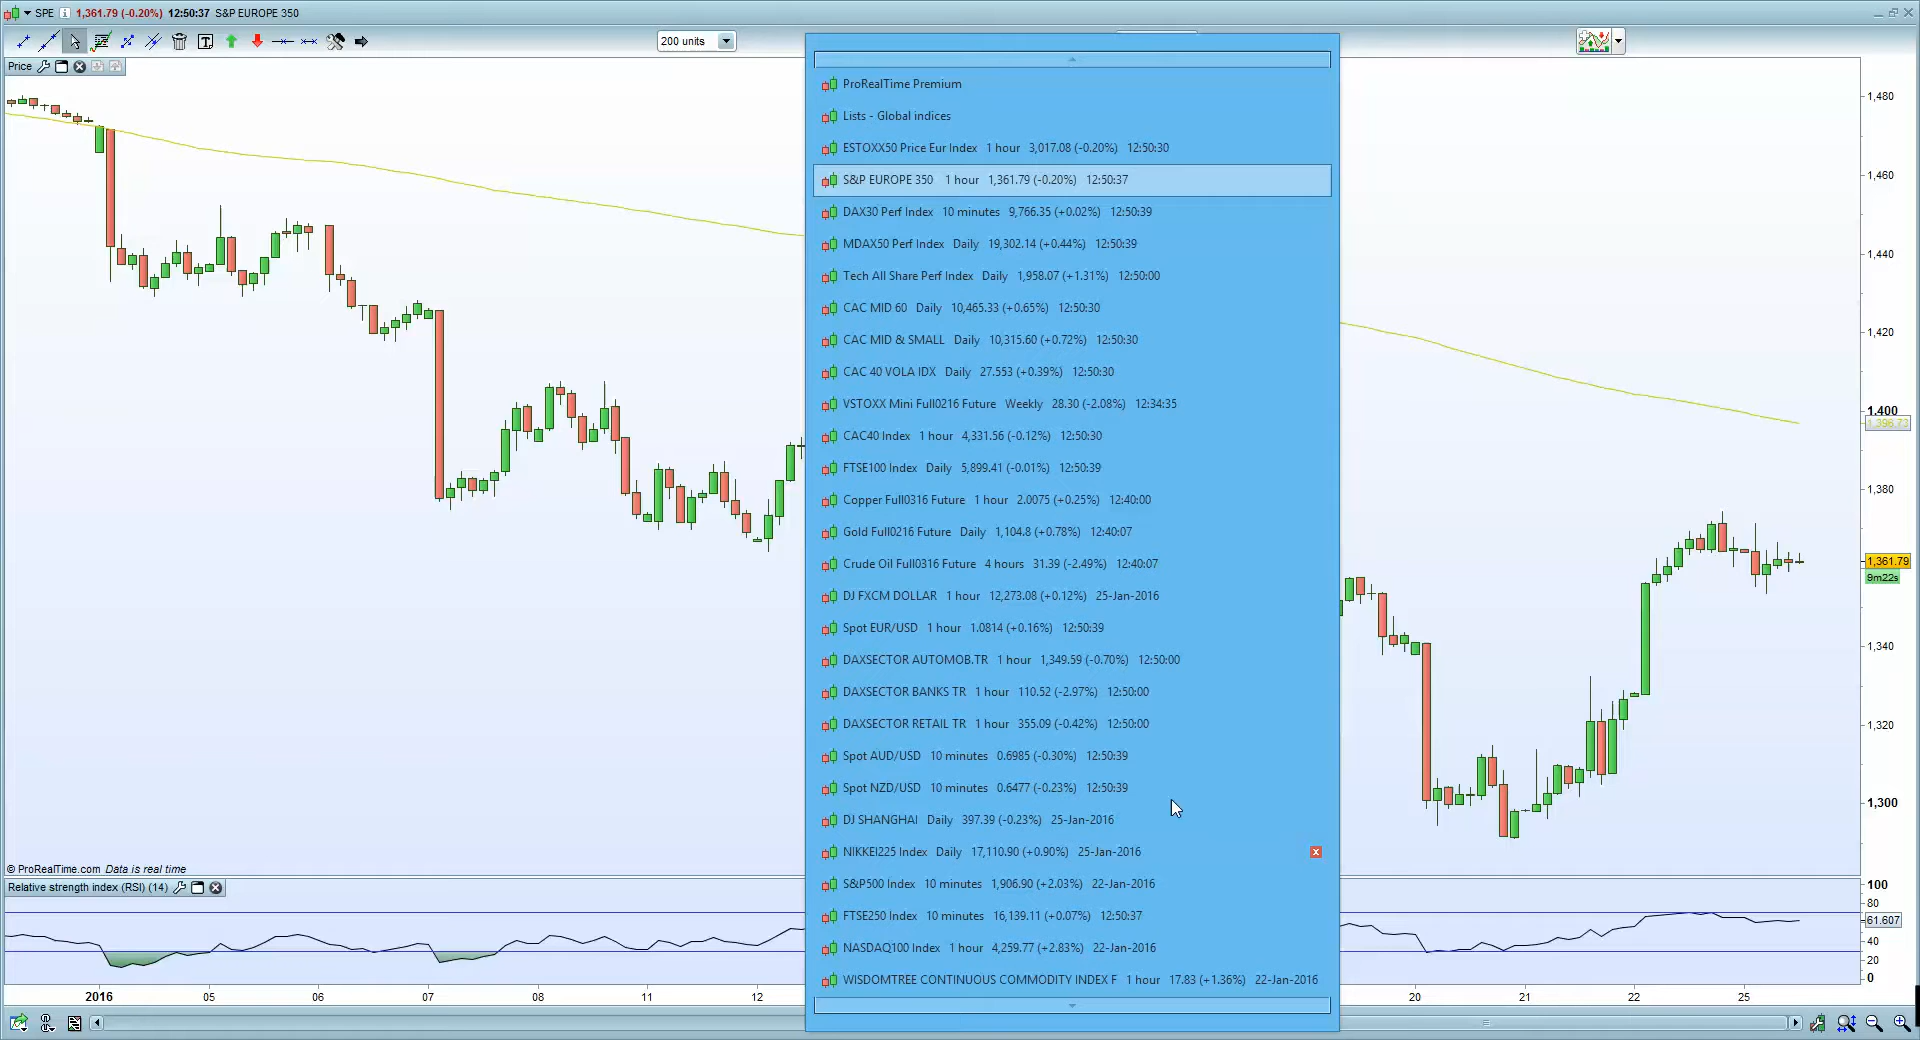 SPE 1,361.79 (-0.20%) 12:50:37 S&P EUROPE 350
200 units
Price
ProRealTime Premium
Lists - Global indices
ESTOXX50 Price Eur Index 1 hour 3,017.08 (-0.20%) 12:50:30
S&P EUROPE 350 1 hour 1,361.79 (-0.20%) 12:50:37
DAX30 Perf Index 10 minutes 9,766.35 (+0.02%) 12:50:39
MDAX50 Perf Index Daily 19,302.14 (+0.44%) 12:50:39
Tech All Share Perf Index Daily 1,958.07 (+1.31%) 12:50:00
CAC MID 60 Daily 10,465.33 (+0.65%) 12:50:30
CAC MID & SMALL Daily 10,315.60 (+0.72%) 12:50:30
CAC 40 VOLA IDX Daily 27.553 (+0.39%) 12:50:30
VSTOXX Mini Full0216 Future Weekly 28.30 (-2.08%) 12:34:35
CAC40 Index 1 hour 4,331.56 (-0.12%) 12:50:30
FTSE100 Index Daily 5,899.41 (-0.01%) 12:50:39
Copper Full0316 Future 1 hour 2.0075 (+0.25%) 12:40:00
Gold Full0216 Future Daily 1,104.8 (+0.78%) 12:40:07
Crude Oil Full0316 Future 4 hours 31.39 (-2.49%) 12:40:07
DJ FXCM DOLLAR 1 hour 12,273.08 (+0.12%) 25-Jan-2016
Spot EUR/USD 1 hour 1.0814 (+0.16%) 12:50:39
DAXSECTOR AUTOMOB.TR 1 hour 1,349.59 (-0.70%) 12:50:00
DAXSECTOR BANKS TR 1 hour 110.52 (-2.97%) 12:50:00
DAXSECTOR RETAIL TR 1 hour 355.09 (-0.42%) 12:50:00
Spot AUD/USD 10 minutes 0.6985 (-0.30%) 12:50:39
Spot NZD/USD 10 minutes 0.6477 (-0.23%) 12:50:39
DJ SHANGHAI Daily 397.39 (-0.23%) 25-Jan-2016
NIKKEI225 Index Daily 17,110.90 (+0.90%) 25-Jan-2016
S&P500 Index 10 minutes 1,906.90 (+2.03%) 22-Jan-2016
FTSE250 Index 10 minutes 16,139.11 (+0.07%) 12:50:37
NASDAQ100 Index 1 hour 4,259.77 (+2.83%) 22-Jan-2016
WISDOMTREE CONTINUOUS COMMODITY INDEX F 1 hour 17.83 (+1.36%) 22-Jan-2016
1,480
1,460
1,440
1,420
1,400
1,396.73
1,380
1,361.79
9m22s
1,340
1,320
1,300
© ProRealTime.com Data is real time
Relative strength index (RSI) (14)
100
80
61.607
40
20
0
2016 05 06 07 08 11 12 20 21 22 25